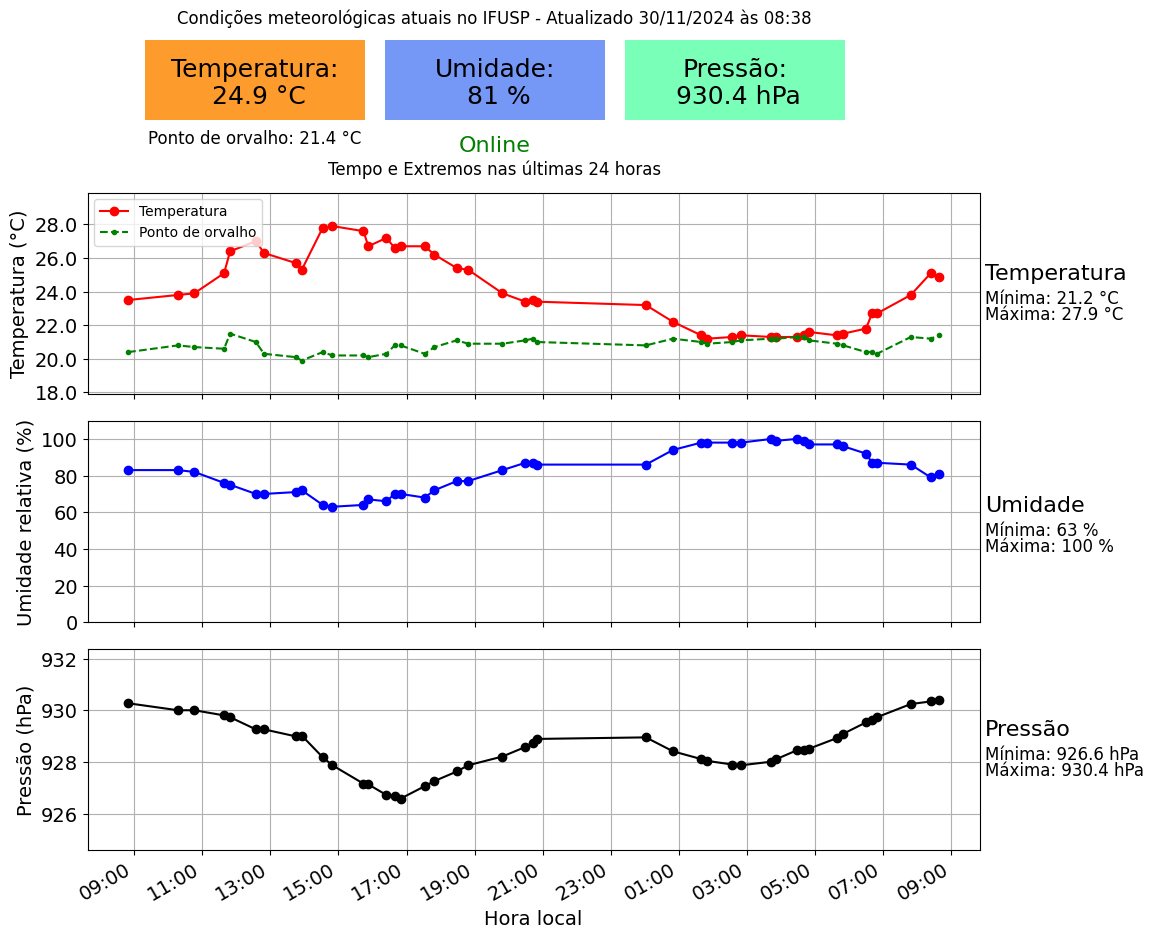 Condições meteorológicas atuais no IFUSP - Atualizado 30/11/2024 às 08:38
Temperatura:
24.9 °C
Umidade:
81 %
Pressão:
930.4 hPa
Ponto de orvalho: 21.4 °C
Online
Tempo e Extremos nas últimas 24 horas
Temperatura (°C)
28.0
26.0
24.0
22.0
20.0
18.0
Temperatura
Ponto de orvalho
Temperatura
Mínima: 21.2 °C
Máxima: 27.9 °C
Umidade relativa (%)
100
80
60
40
20
0
Umidade
Mínima: 63 %
Máxima: 100 %
Pressão (hPa)
932
930
928
926
Pressão
Mínima: 926.6 hPa
Máxima: 930.4 hPa
09:00 11:00 13:00 15:00 17:00 19:00 21:00 23:00 01:00 03:00 05:00 07:00 09:00
Hora local